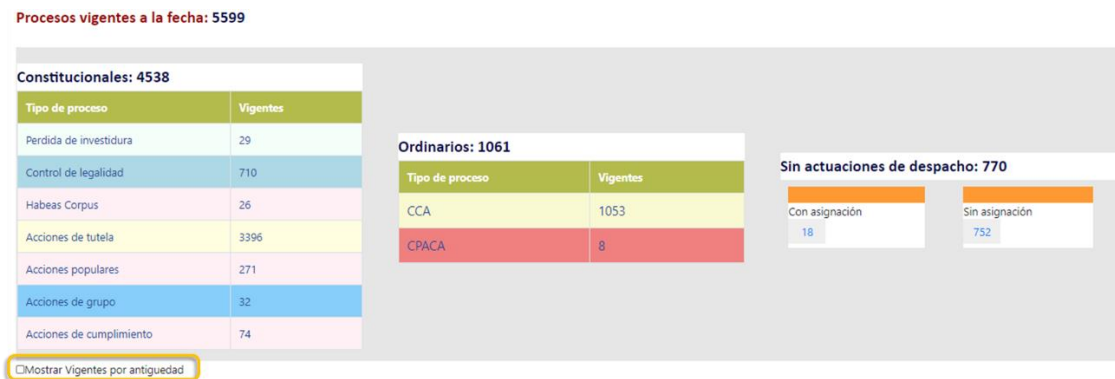 Procesos vigentes a la fecha: 5599
Constitucionales: 4538
Tipo de proceso Vigentes
Perdida de investidura 29
Control de legalidad 710
Habeas Corpus 26
Acciones de tutela 3396
Acciones populares 271
Acciones de grupo 32
Acciones de cumplimiento 74
Ordinarios: 1061
Tipo de proceso Vigentes
CCA 1053
CPACA 8
Sin actuaciones de despacho: 770
Con asignación Sin asignación
18 752
Mostrar Vigentes por antiguedad